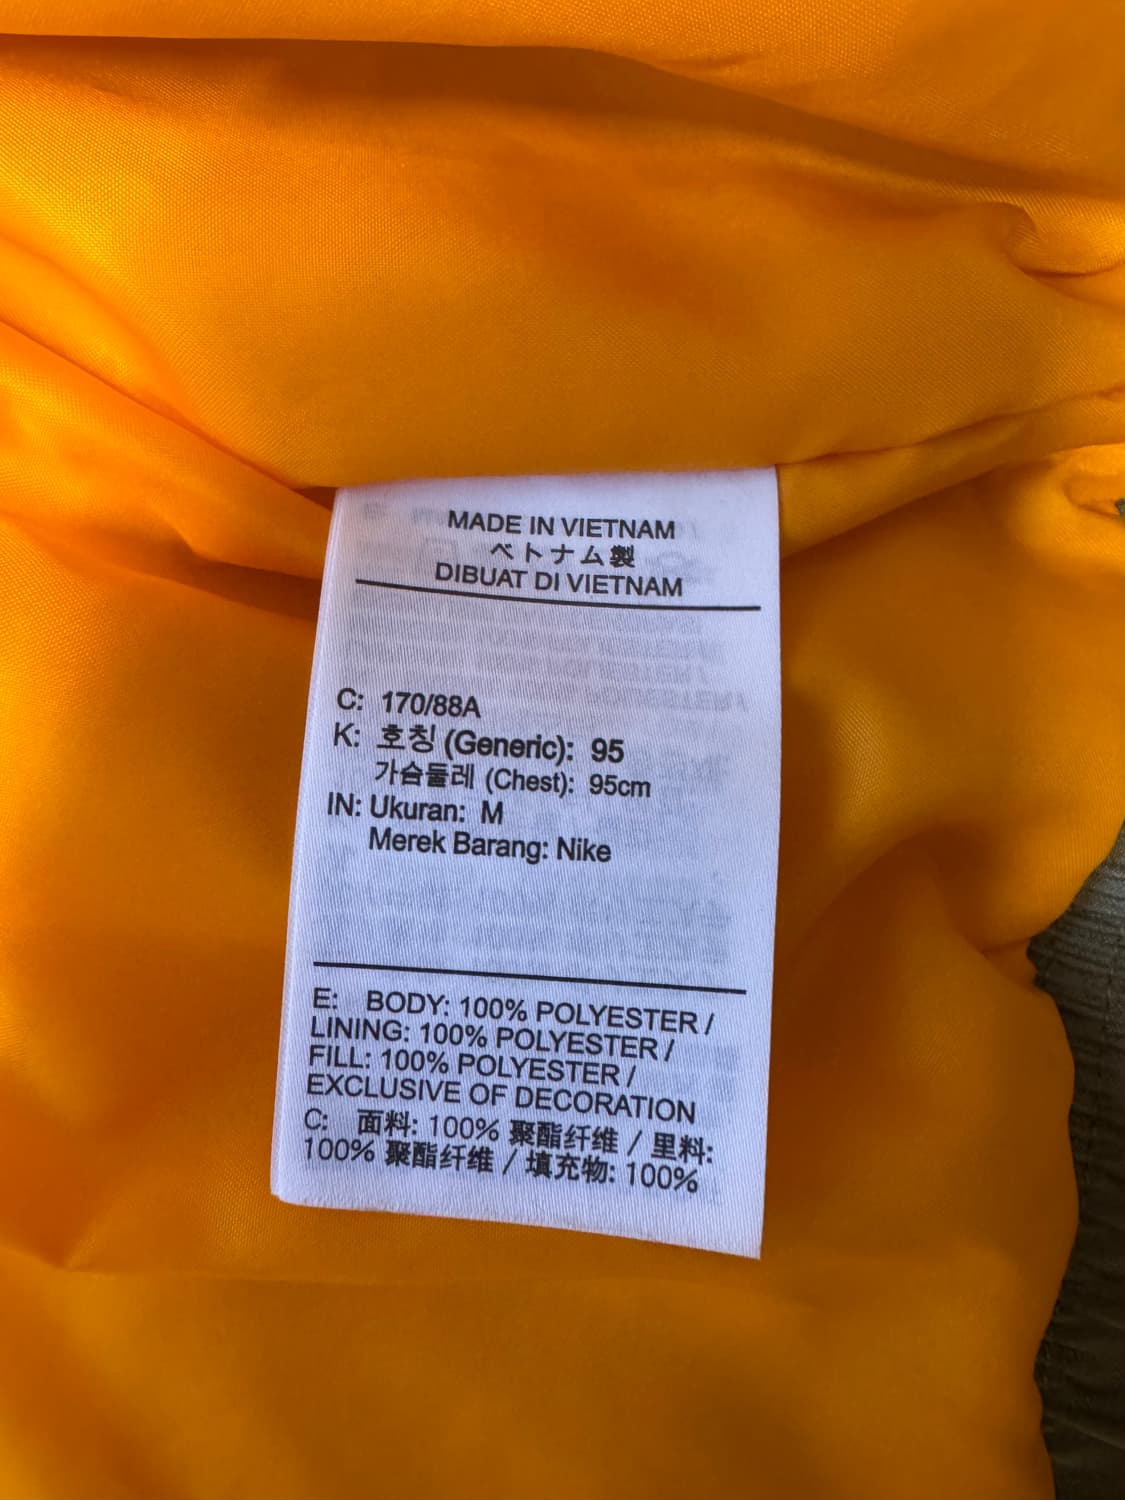 MADE IN VIETNAM
ベトナム製
DIBUAT DI VIETNAM
C: 170/88A
K: 호칭 (Generic): 95
가슴둘레 (Chest): 95cm
IN: Ukuran: M
Merek Barang: Nike
E: BODY: 100% POLYESTER /
LINING: 100% POLYESTER /
FILL: 100% POLYESTER /
EXCLUSIVE OF DECORATION
C: 面料: 100% 聚酯纤维 / 里料:
100% 聚酯纤维 / 填充物: 100%